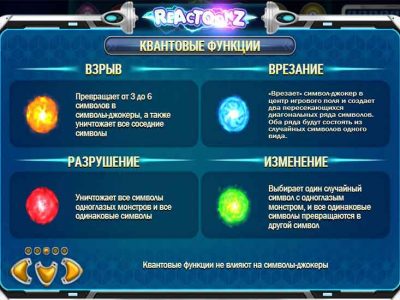 REACTOONZ
КВАНТОВЫЕ ФУНКЦИИ
ВЗРЫВ
Превращает от 3 до 6
символов в
символы-джокеры, а также
уничтожает все соседние
символы
ВРЕЗАНИЕ
«Врезает» символ-джокер в
центр игрового поля и создает
два пересекающихся
диагональных ряда символов.
Оба ряда будут состоять из
случайных символов одного
вида.
РАЗРУШЕНИЕ
Уничтожает все символы
одноглазых монстров и все
одинаковые символы
ИЗМЕНЕНИЕ
Выбирает один случайный
символ с одноглазым
монстром, и все одинаковые
символы превращаются в
другой символ
Квантовые функции не влияют на символы-джокеры